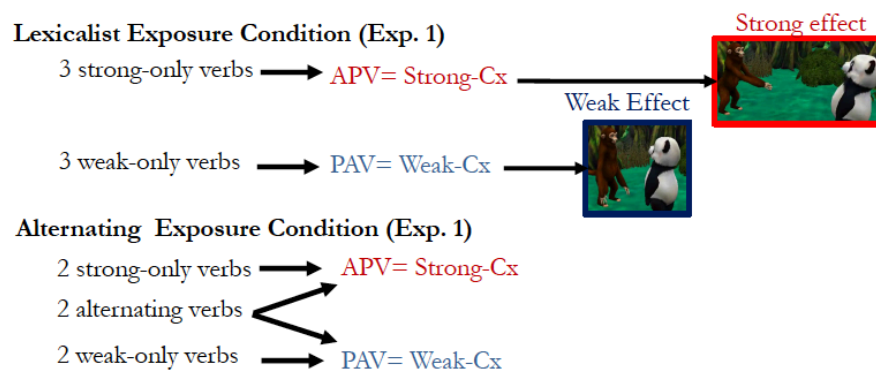 Strong effect
Lexicalist Exposure Condition (Exp. 1)
3 strong-only verbs APV= Strong-Cx
Weak Effect
3 weak-only verbs PAV= Weak-Cx
Alternating Exposure Condition (Exp. 1)
2 strong-only verbs APV= Strong-Cx
2 alternating verbs
2 weak-only verbs PAV= Weak-Cx